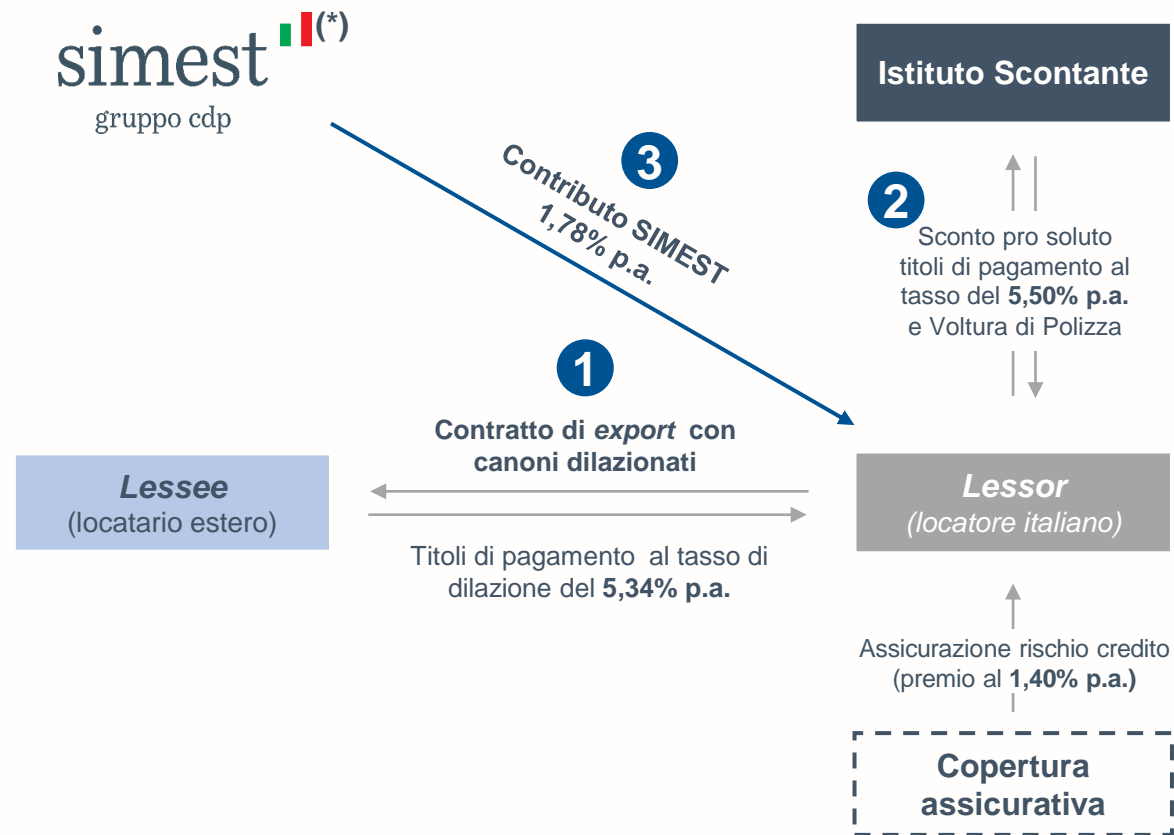 simest (*)
gruppo cdp
Istituto Scontante
3
Contributo SIMEST
1,78% p.a.
2
Sconto pro soluto
titoli di pagamento al
tasso del 5,50% p.a.
e Voltura di Polizza
1
Contratto di export con
canoni dilazionati
Lessee
(locatario estero)
Lessor
(locatore italiano)
Titoli di pagamento al tasso di
dilazione del 5,34% p.a.
Assicurazione rischio credito
(premio al 1,40% p.a.)
Copertura
assicurativa